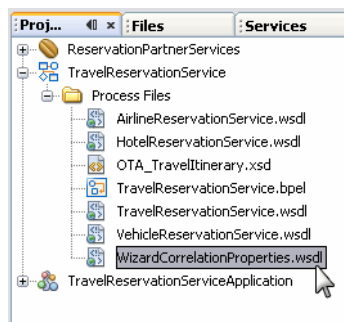 Proj... Files Services
ReservationPartnerServices
TravelReservationService
Process Files
AirlineReservationService.wsdl
HotelReservationService.wsdl
OTA_TravelItinerary.xsd
TravelReservationService.bpel
TravelReservationService.wsdl
VehicleReservationService.wsdl
WizardCorrelationProperties.wsdl
TravelReservationServiceApplication